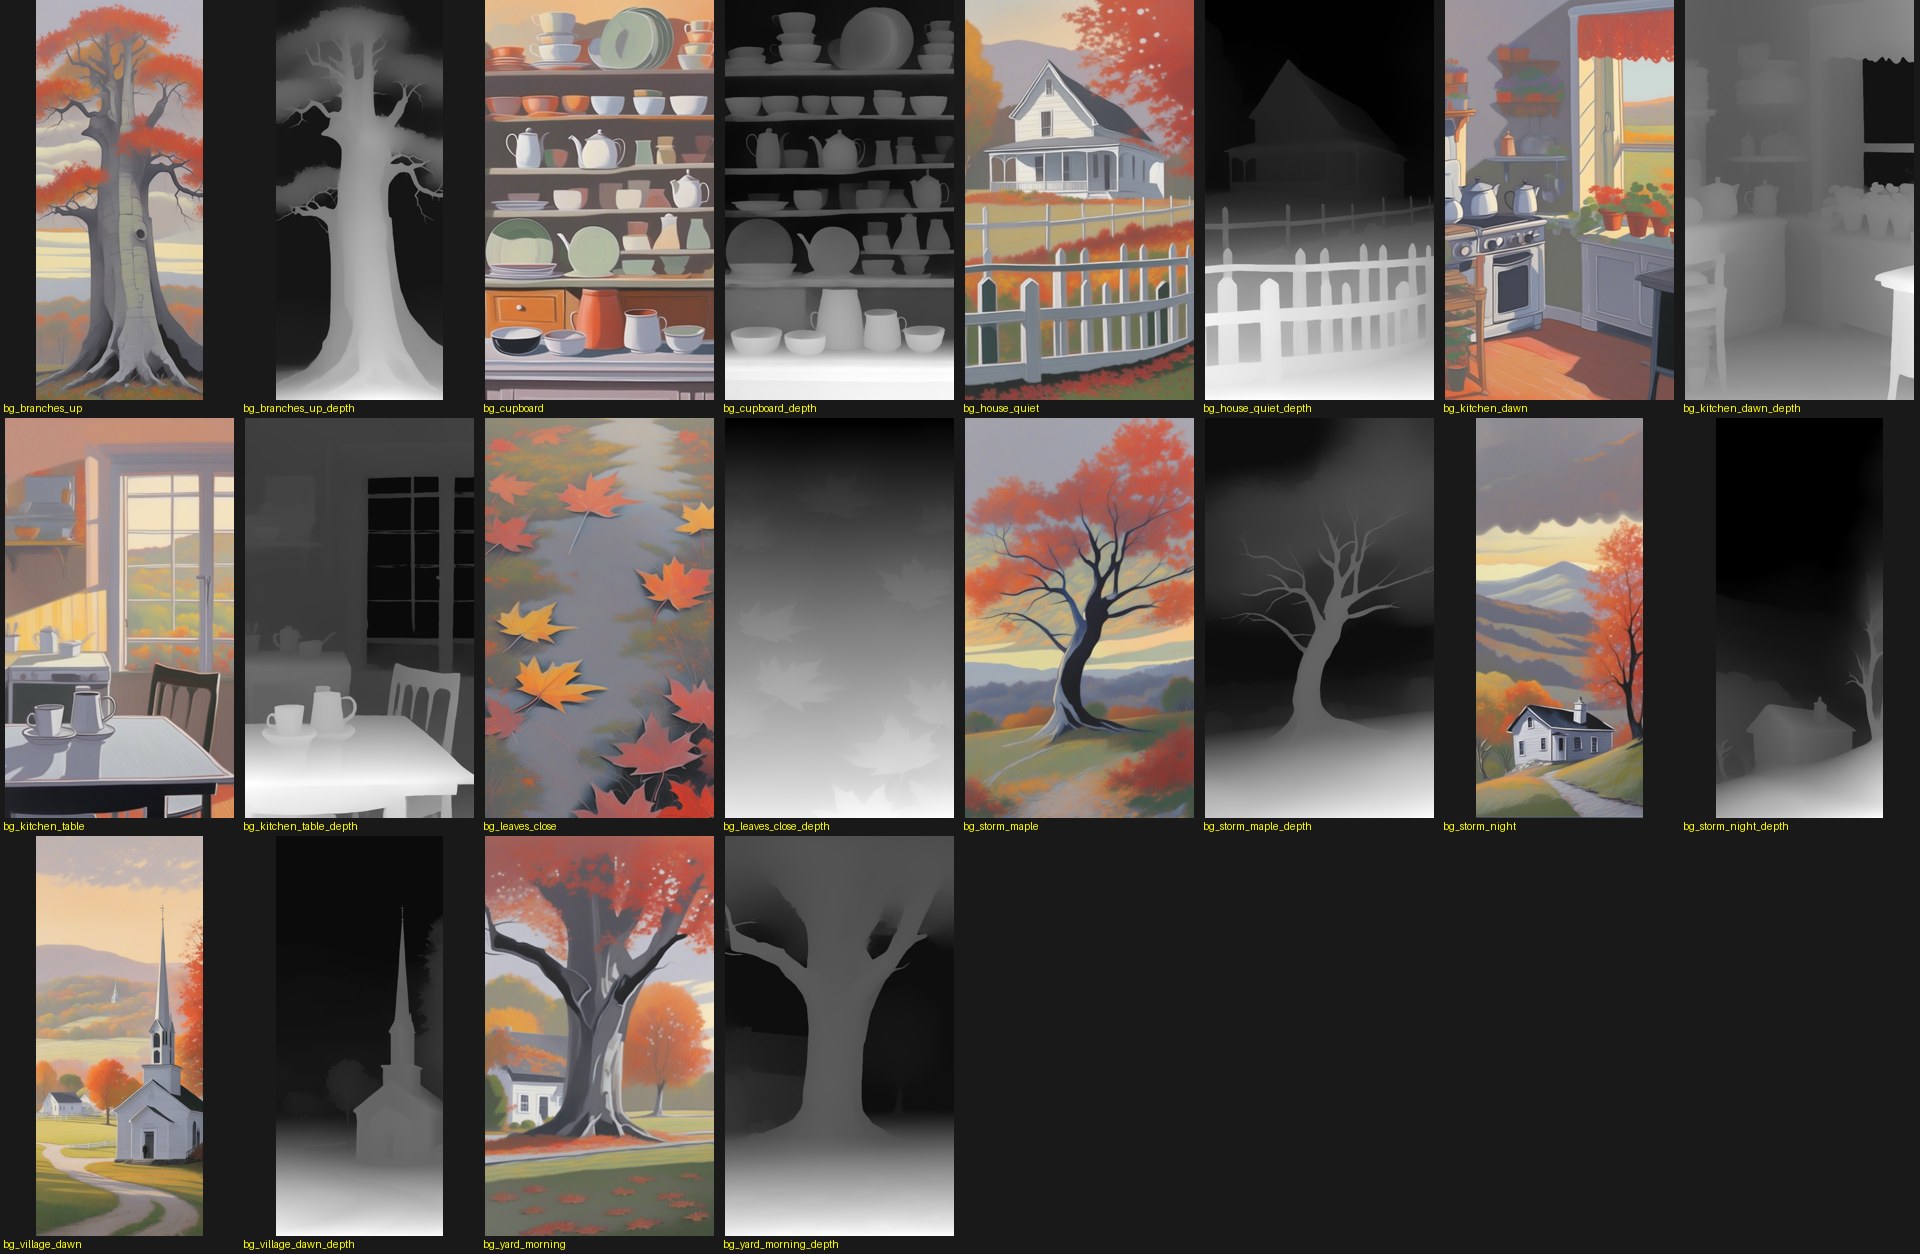 bg_branches_up
bg_branches_up_depth
bg_cupboard
bg_cupboard_depth
bg_house_quiet
bg_house_quiet_depth
bg_kitchen_dawn
bg_kitchen_dawn_depth
bg_kitchen_table
bg_kitchen_table_depth
bg_leaves_close
bg_leaves_close_depth
bg_storm_maple
bg_storm_maple_depth
bg_storm_night
bg_storm_night_depth
bg_village_dawn
bg_village_dawn_depth
bg_yard_morning
bg_yard_morning_depth